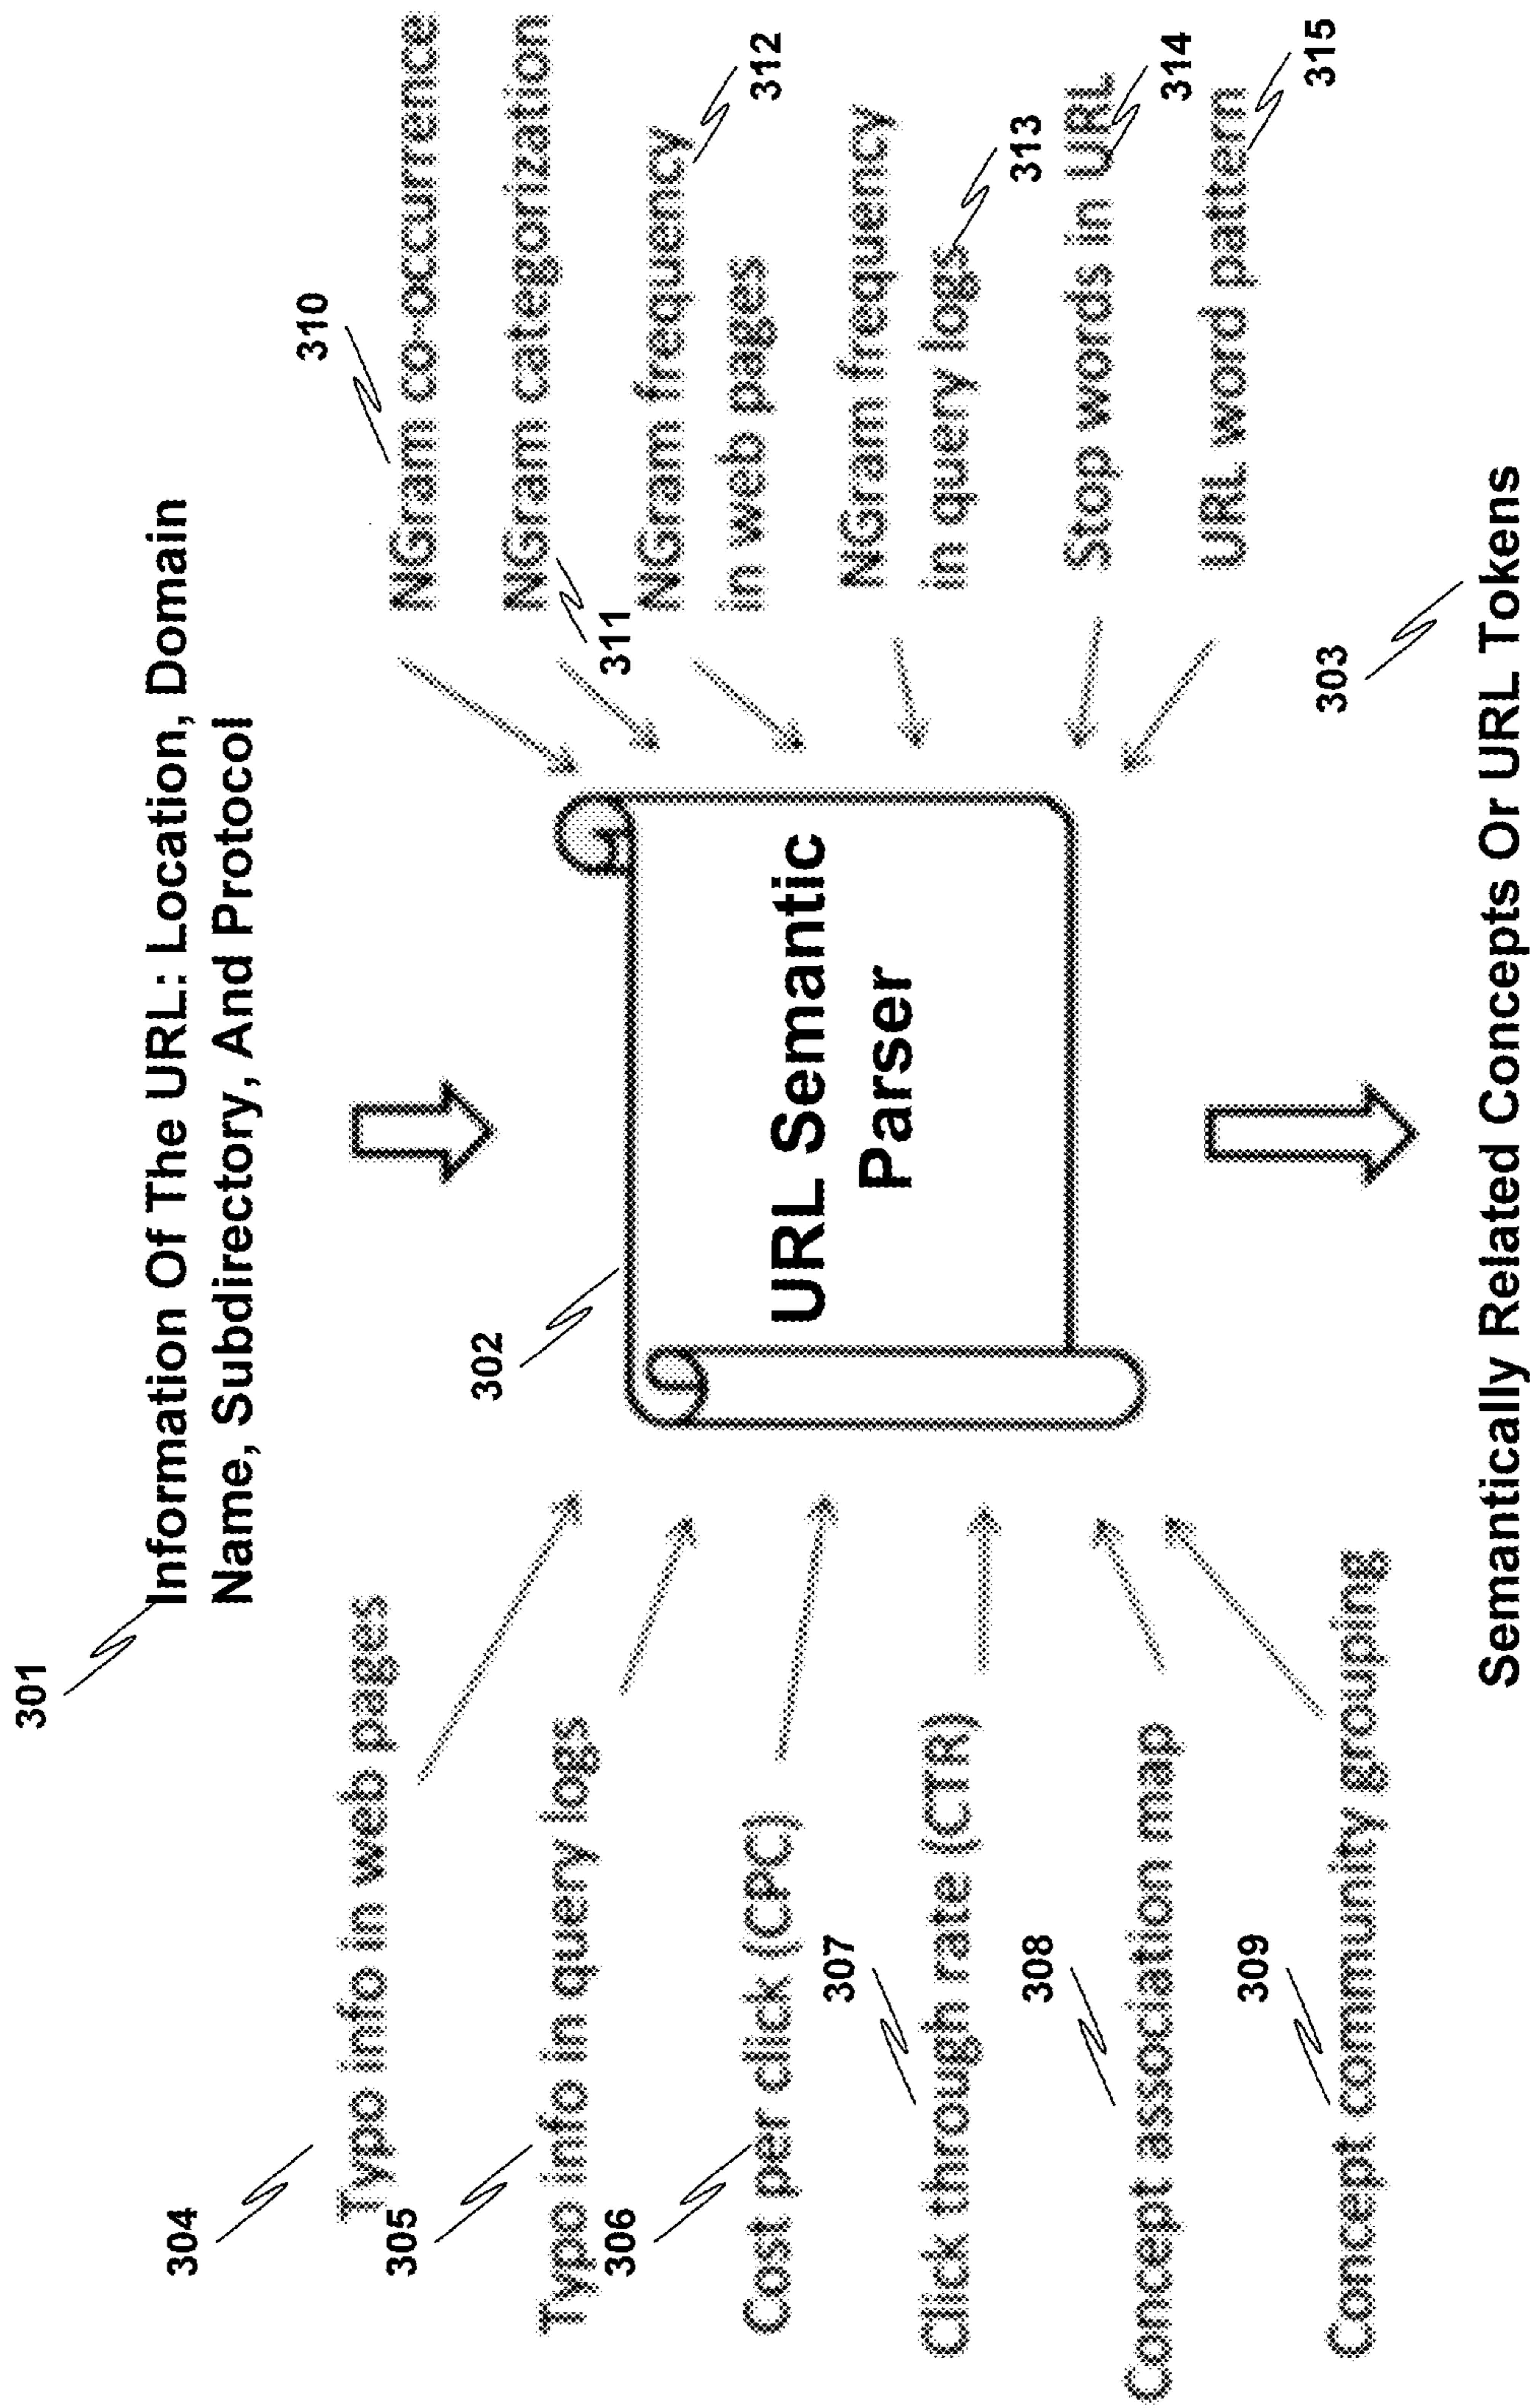 301
Information Of The URL: Location, Domain
Name, Subdirectory, And Protocol
304
Typo info in web pages
305
Typo info in query logs
306
Cost per click (CPC)
307
Click through rate (CTR)
308
Concept association map
309
Concept community grouping
302
URL Semantic
Parser
310
NGram co-occurrence
NGram categorization
311
NGram frequency
in web pages
312
NGram frequency
in query logs
313
Stop words in URL
314
URL word pattern
315
303
Semantically Related Concepts Or URL Tokens